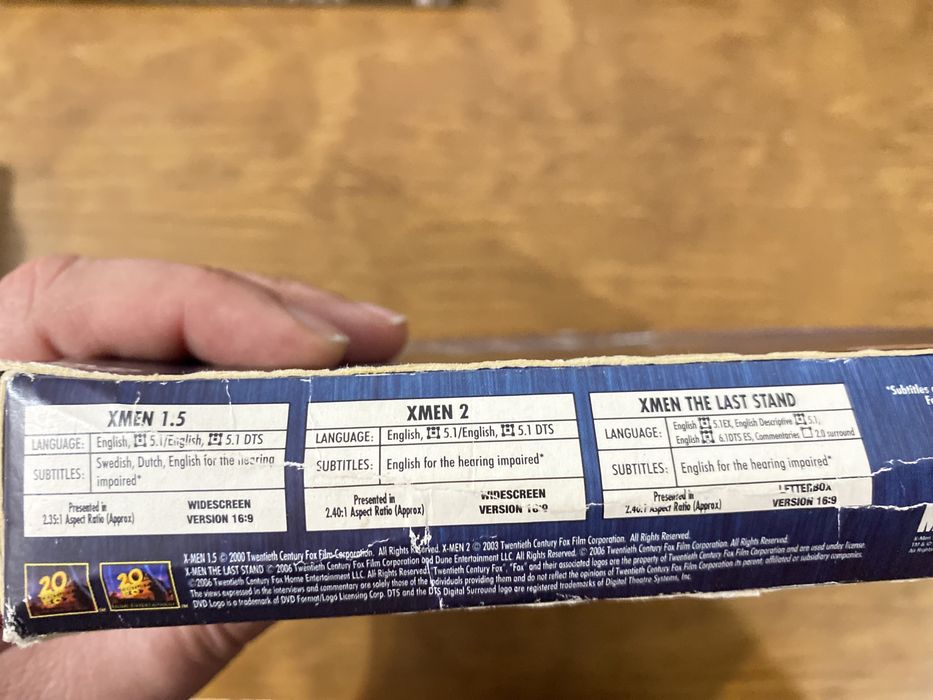 XMEN 1.5
LANGUAGE: English, 5.1/English, 5.1 DTS
SUBTITLES: Swedish, Dutch, English for the hearing
impaired*
Presented in
2.35:1 Aspect Ratio (Approx)
WIDESCREEN
VERSION 16:9
XMEN 2
LANGUAGE: English, 5.1/English, 5.1 DTS
SUBTITLES: English for the hearing impaired*
Presented in
2.40:1 Aspect Ratio (Approx)
WIDESCREEN
VERSION 16:9
XMEN THE LAST STAND
LANGUAGE: English 5.1EX, English Descriptive 5.1,
English 6.1DTS ES, Commentaries 2.0 surround
SUBTITLES: English for the hearing impaired*
Presented in
2.40:1 Aspect Ratio (Approx)
LETTERBOX
VERSION 16:9
*Subtitles
X-MEN 1.5 © 2000 Twentieth Century Fox Film Corporation. All Rights Reserved. X-MEN 2 © 2003 Twentieth Century Fox Film Corporation. All Rights Reserved.
X-MEN THE LAST STAND © 2006 Twentieth Century Fox Film Corporation and Dune Entertainment LLC. All Rights Reserved. © 2006 Twentieth Century Fox Film Corporation. All Rights Reserved.
©2006 Twentieth Century Fox Home Entertainment LLC. All Rights Reserved. "Twentieth Century Fox", "Fox" and their associated logos are the property of Twentieth Century Fox Film Corporation and are used under license.
The views expressed in the interviews and commentary are solely those of the individuals providing them and do not reflect the opinions of Twentieth Century Fox Film Corporation its parent, affiliated or subsidiary companies.
DVD Logo is a trademark of DVD Format/Logo Licensing Corp. DTS and the DTS Digital Surround logo are registered trademarks of Digital Theatre Systems, Inc.
20
20